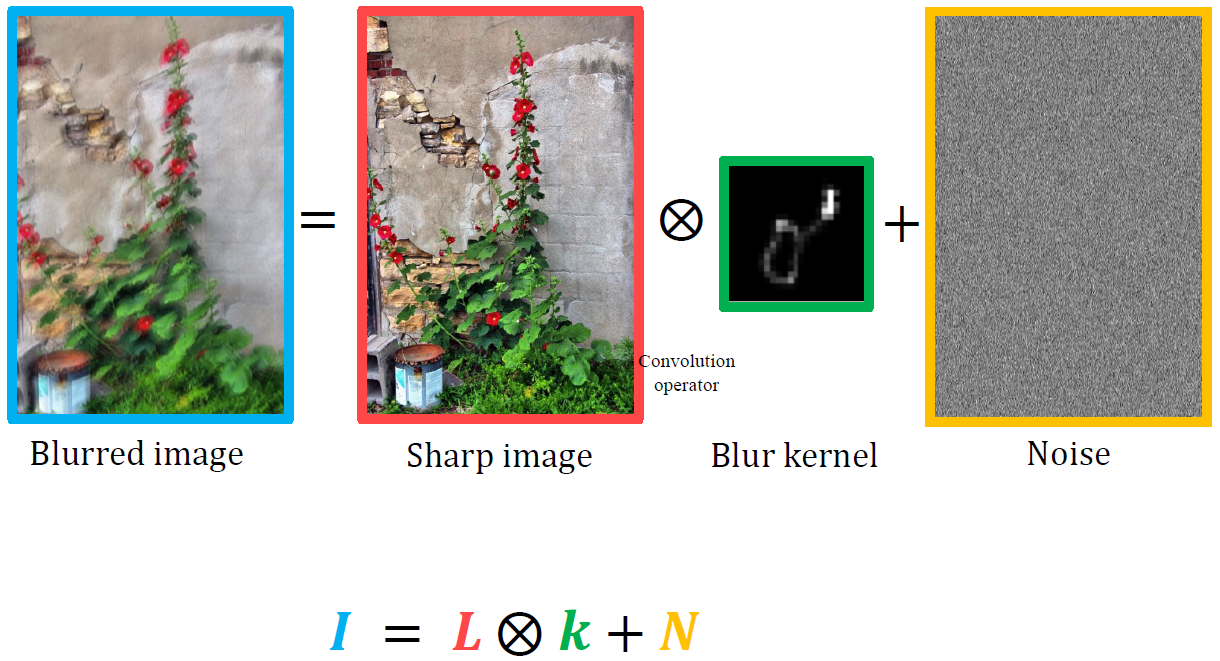 = ⊗ +
Convolution
operator
Blurred image Sharp image Blur kernel Noise
I = L ⊗ k + N